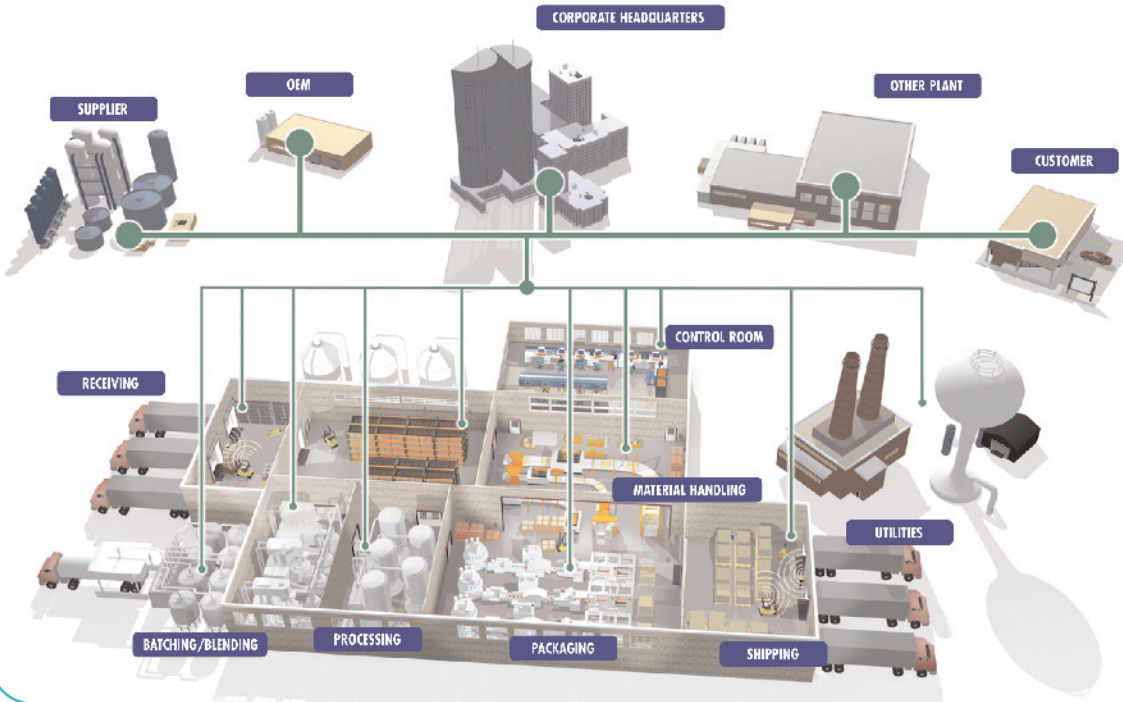 CORPORATE HEADQUARTERS
OEM
OTHER PLANT
SUPPLIER
CUSTOMER
CONTROL ROOM
RECEIVING
MATERIAL HANDLING
UTILITIES
BATCHING/BLENDING
PROCESSING
PACKAGING
SHIPPING